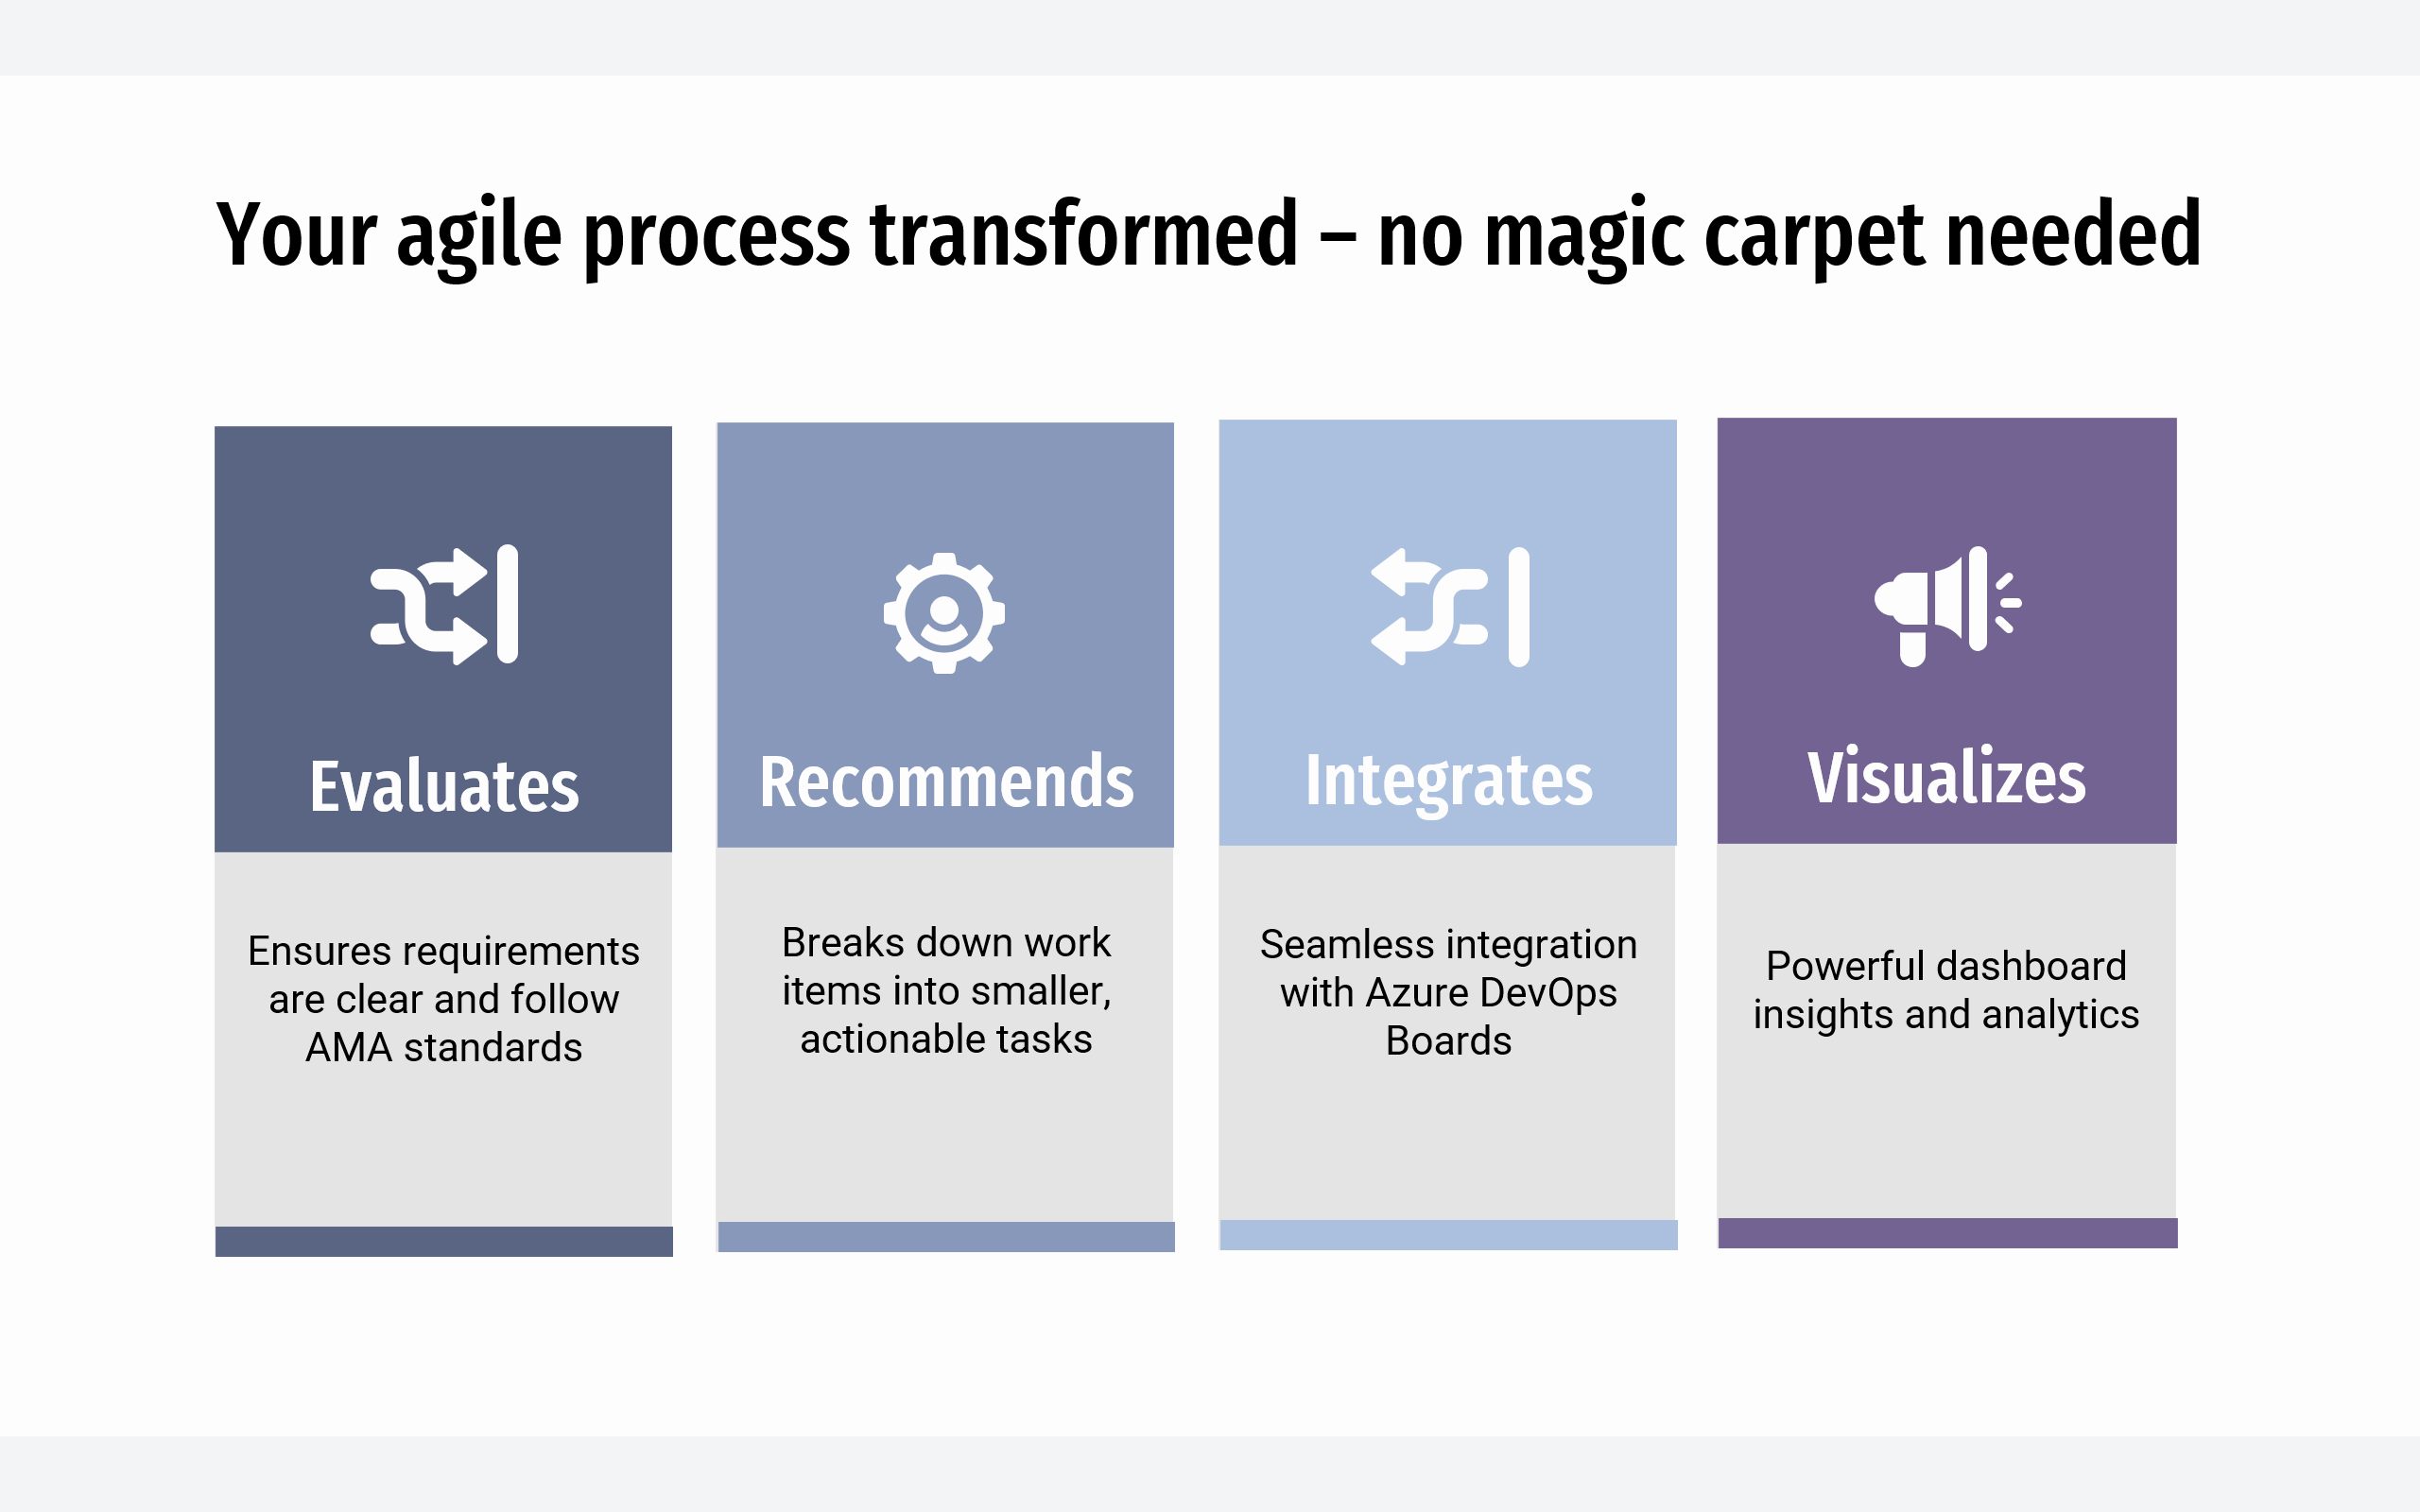 Your agile process transformed – no magic carpet needed
Evaluates
Ensures requirements
are clear and follow
AMA standards
Recommends
Breaks down work
items into smaller,
actionable tasks
Integrates
Seamless integration
with Azure DevOps
Boards
Visualizes
Powerful dashboard
insights and analytics